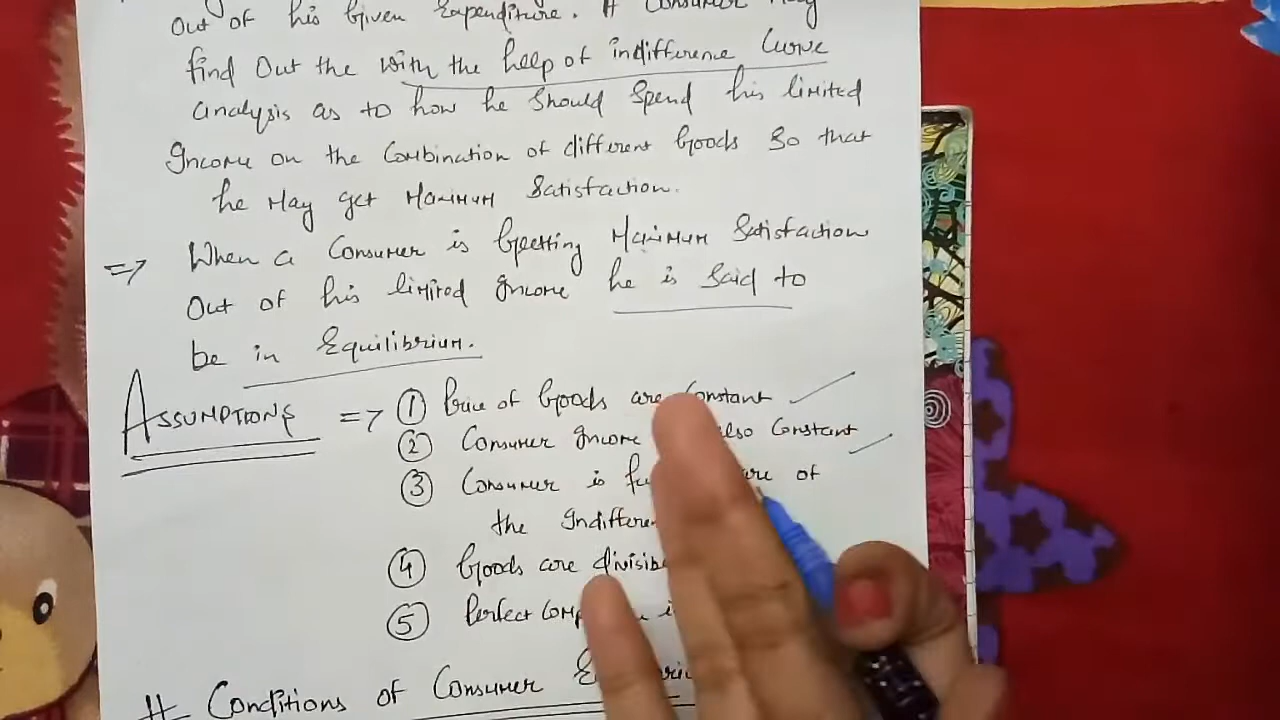 Out of his Given Expenditure. A Consumer May
find Out the with the help of indifference Curve
analysis as to how he Should Spend his limited
Income on the Combination of different Goods So that
he May get Maximum Satisfaction.
=> When a Consumer is Getting Maximum Satisfaction
Out of his limited Income he is Said to
be in Equilibrium.
ASSUMPTIONS => ① Price of Goods are Constant
② Consumer Income also Constant
③ Consumer is of
the
④ Goods are
⑤ Perfect
# Conditions of Consumer